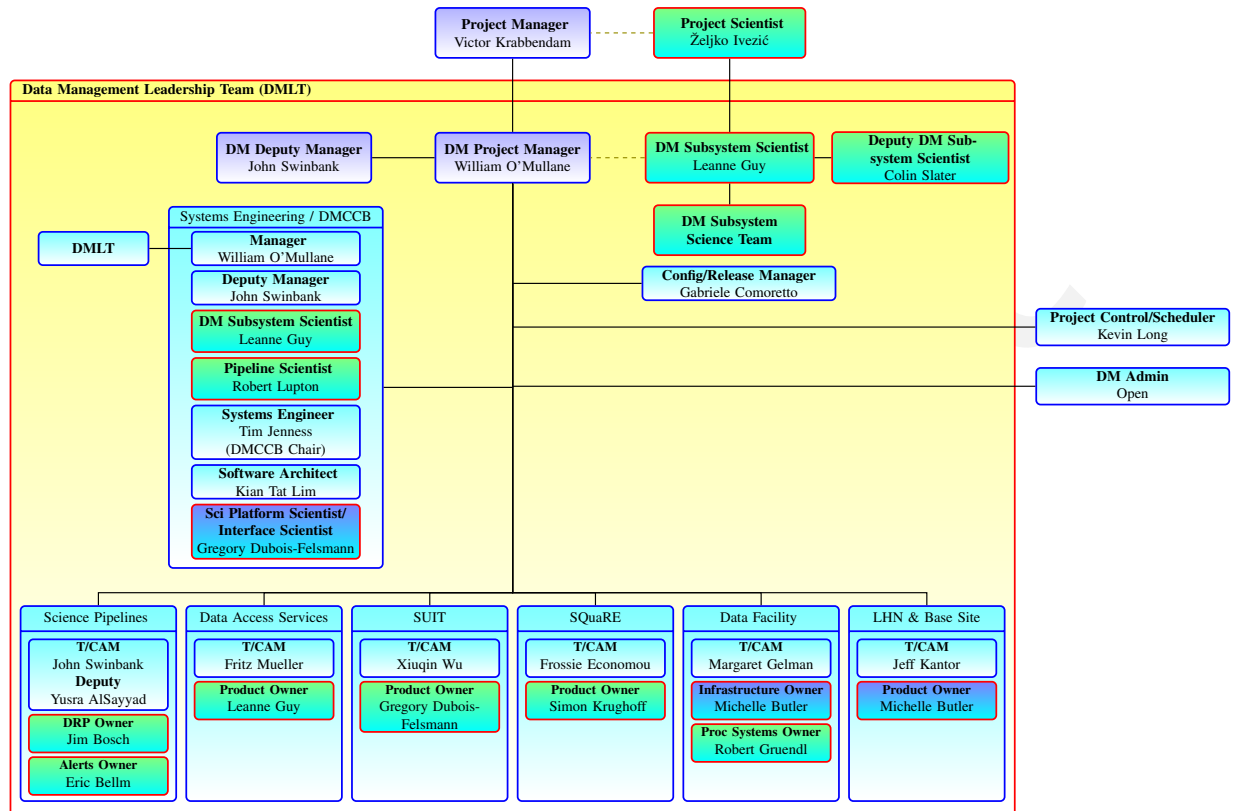 Project Manager
Victor Krabbendam
Project Scientist
Željko Ivezić
Data Management Leadership Team (DMLT)
DM Deputy Manager
John Swinbank
DM Project Manager
William O'Mullane
DM Subsystem Scientist
Leanne Guy
Deputy DM Sub-
system Scientist
Colin Slater
DM Subsystem
Science Team
DMLT
Systems Engineering / DMCCB
Manager
William O'Mullane
Deputy Manager
John Swinbank
DM Subsystem Scientist
Leanne Guy
Pipeline Scientist
Robert Lupton
Systems Engineer
Tim Jenness
(DMCCB Chair)
Software Architect
Kian Tat Lim
Sci Platform Scientist/
Interface Scientist
Gregory Dubois-Felsmann
Config/Release Manager
Gabriele Comoretto
Project Control/Scheduler
Kevin Long
DM Admin
Open
Science Pipelines
T/CAM
John Swinbank
Deputy
Yusra AlSayyad
DRP Owner
Jim Bosch
Alerts Owner
Eric Bellm
Data Access Services
T/CAM
Fritz Mueller
Product Owner
Leanne Guy
SUIT
T/CAM
Xiuqin Wu
Product Owner
Gregory Dubois-
Felsmann
SQuaRE
T/CAM
Frossie Economou
Product Owner
Simon Krughoff
Data Facility
T/CAM
Margaret Gelman
Infrastructure Owner
Michelle Butler
Proc Systems Owner
Robert Gruendl
LHN & Base Site
T/CAM
Jeff Kantor
Product Owner
Michelle Butler